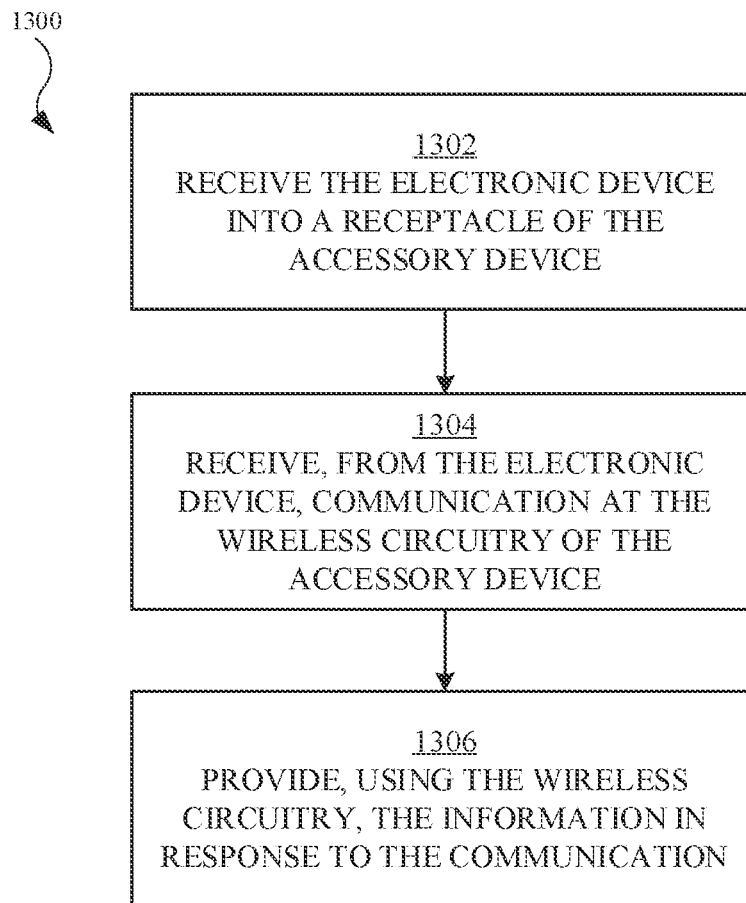 1300
1302
RECEIVE THE ELECTRONIC DEVICE
INTO A RECEPTACLE OF THE
ACCESSORY DEVICE
1304
RECEIVE, FROM THE ELECTRONIC
DEVICE, COMMUNICATION AT THE
WIRELESS CIRCUITRY OF THE
ACCESSORY DEVICE
1306
PROVIDE, USING THE WIRELESS
CIRCUITRY, THE INFORMATION IN
RESPONSE TO THE COMMUNICATION